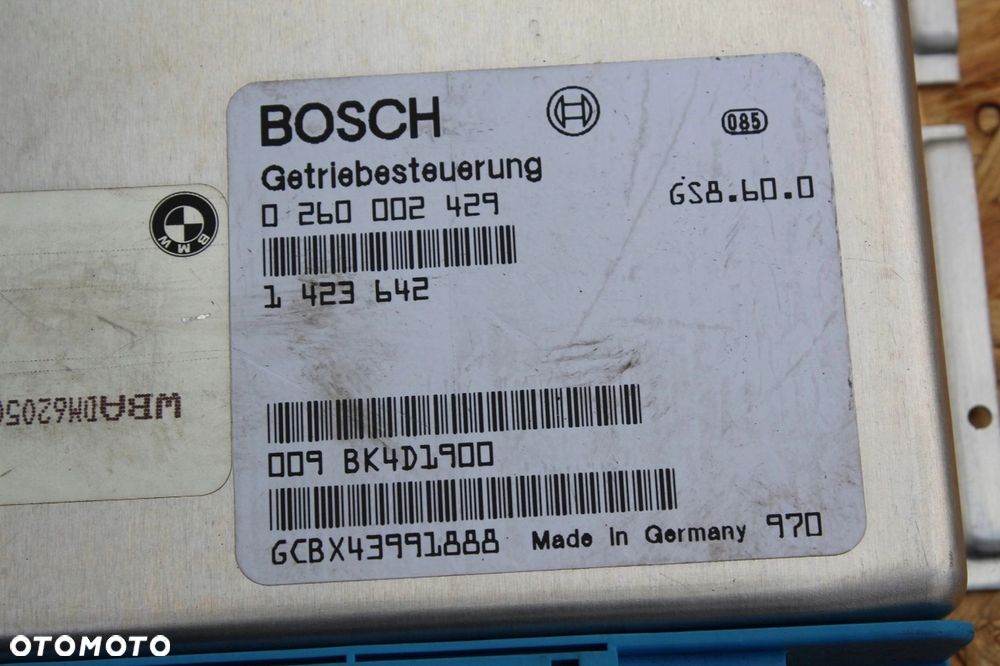 BOSCH
085
Getriebesteuerung
0 260 002 429
GS8.60.0
1 423 642
009 BK4D1900
GCBX43991888
Made in Germany 970
BMW
WBADM6205
OTOMOTO